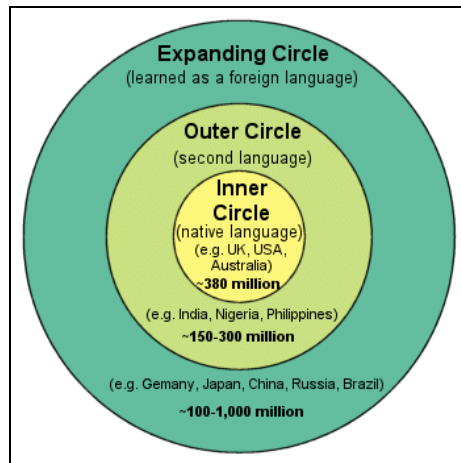 Expanding Circle
(learned as a foreign language)
Outer Circle
(second language)
Inner
Circle
(native language)
(e.g. UK, USA,
Australia)
~380 million
(e.g. India, Nigeria, Philippines)
~150-300 million
(e.g. Gemany, Japan, China, Russia, Brazil)
~100-1,000 million